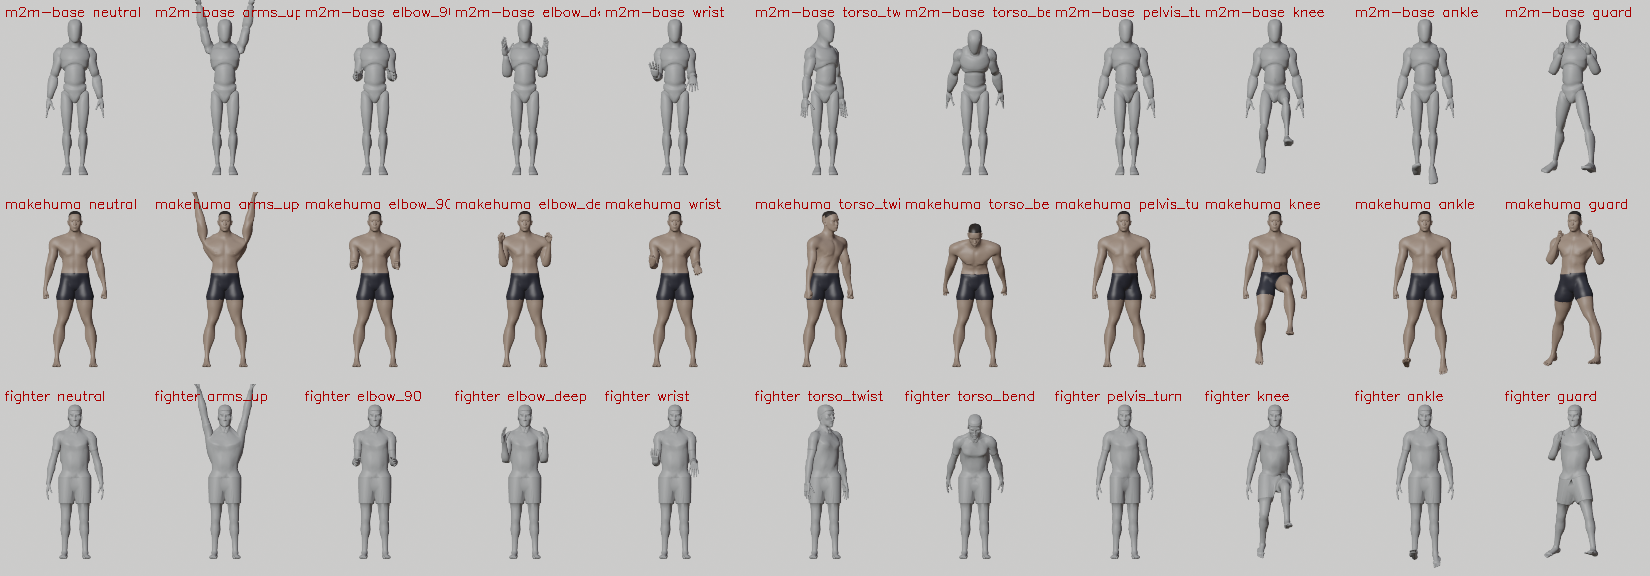 m2m-base neutral
m2m-base arms_up
m2m-base elbow_9
m2m-base elbow_de
m2m-base wrist
m2m-base torso_tw
m2m-base torso_be
m2m-base pelvis_tu
m2m-base knee
m2m-base ankle
m2m-base guard
makehuma neutral
makehuma arms_up
makehuma elbow_90
makehuma elbow_de
makehuma wrist
makehuma torso_twi
makehuma torso_be
makehuma pelvis_tu
makehuma knee
makehuma ankle
makehuma guard
fighter neutral
fighter arms_up
fighter elbow_90
fighter elbow_deep
fighter wrist
fighter torso_twist
fighter torso_bend
fighter pelvis_turn
fighter knee
fighter ankle
fighter guard